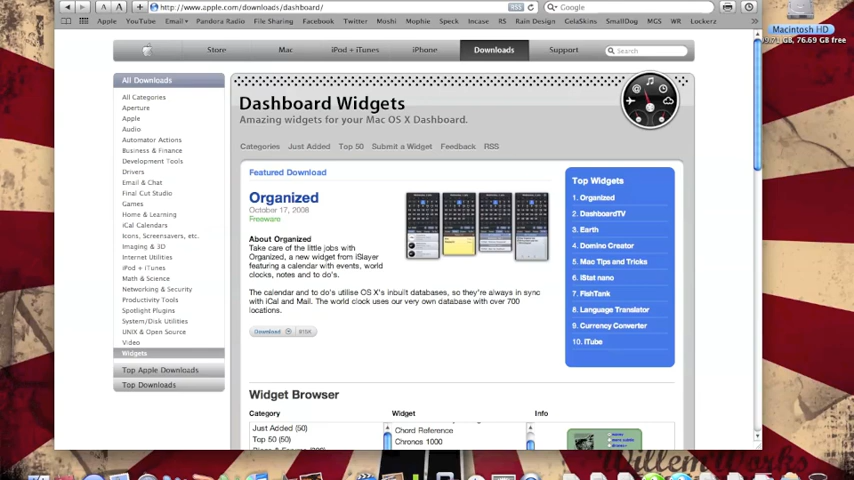 http://www.apple.com/downloads/dashboard/
RSS
Google
Apple YouTube Email Pandora Radio File Sharing Facebook Twitter Moshi Mophie Speck Incase RS Rain Design CelaSkins SmallDog MGS WR Lockerz
Macintosh HD
76.69 GB free
Store Mac iPod + iTunes iPhone Downloads Support Search
All Downloads
All Categories
Aperture
Apple
Audio
Automator Actions
Business & Finance
Development Tools
Drivers
Email & Chat
Final Cut Studio
Games
Home & Learning
iCal Calendars
Icons, Screensavers, etc.
Imaging & 3D
Internet Utilities
iPod + iTunes
Math & Science
Networking & Security
Productivity Tools
Spotlight Plugins
System/Disk Utilities
UNIX & Open Source
Video
Widgets
Top Apple Downloads
Top Downloads
Dashboard Widgets
Amazing widgets for your Mac OS X Dashboard.
Categories Just Added Top 50 Submit a Widget Feedback RSS
Featured Download
Organized
October 17, 2008
Freeware
About Organized
Take care of the little jobs with
Organized, a new widget from iSlayer
featuring a calendar with events, world
clocks, notes and to do's.
The calendar and to do's utilise OS X's inbuilt databases, so they're always in sync
with iCal and Mail. The world clock uses our very own database with over 700
locations.
Download
Top Widgets
1. Organized
2. DashboardTV
3. Earth
4. Domino Creator
5. Mac Tips and Tricks
6. iStat nano
7. FishTank
8. Language Translator
9. Currency Converter
10. iTube
Widget Browser
Category Widget Info
Just Added (50)
Top 50 (50)
Chord Reference
Chronos 1000
WillemWorks